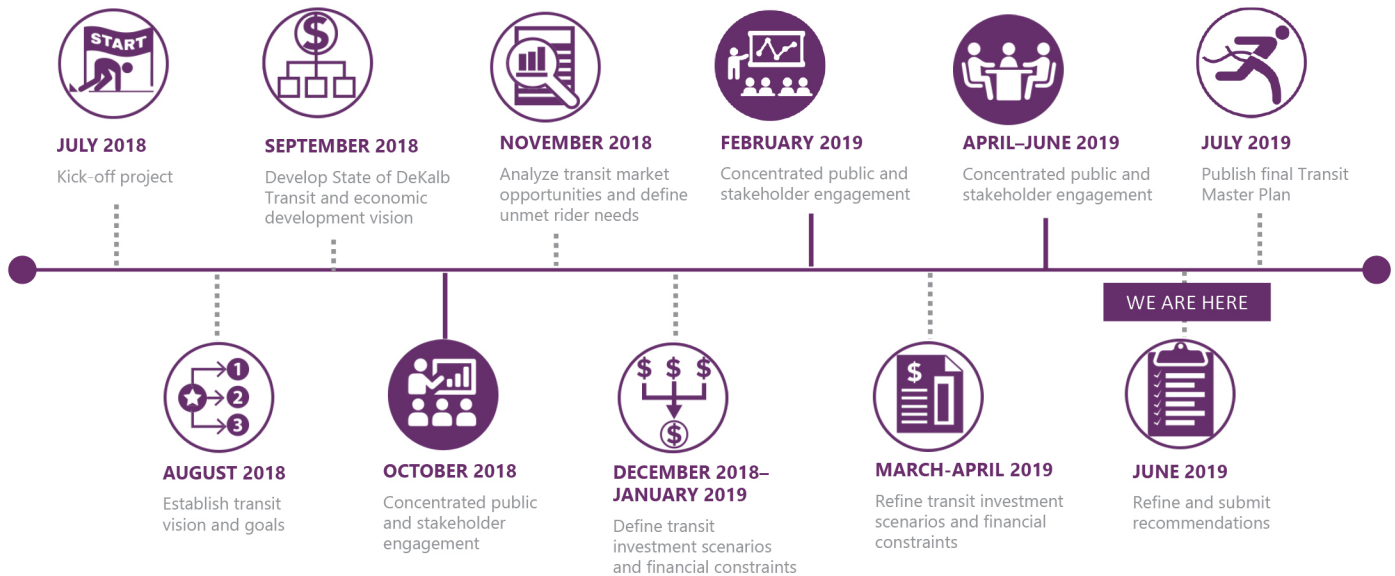 START
JULY 2018
Kick-off project
$
SEPTEMBER 2018
Develop State of DeKalb
Transit and economic
development vision
NOVEMBER 2018
Analyze transit market
opportunities and define
unmet rider needs
FEBRUARY 2019
Concentrated public and
stakeholder engagement
APRIL–JUNE 2019
Concentrated public and
stakeholder engagement
JULY 2019
Publish final Transit
Master Plan
WE ARE HERE
1
2
3
AUGUST 2018
Establish transit
vision and goals
OCTOBER 2018
Concentrated public
and stakeholder
engagement
$ $ $
$
DECEMBER 2018–
JANUARY 2019
Define transit
investment scenarios
and financial constraints
$
MARCH-APRIL 2019
Refine transit investment
scenarios and financial
constraints
JUNE 2019
Refine and submit
recommendations